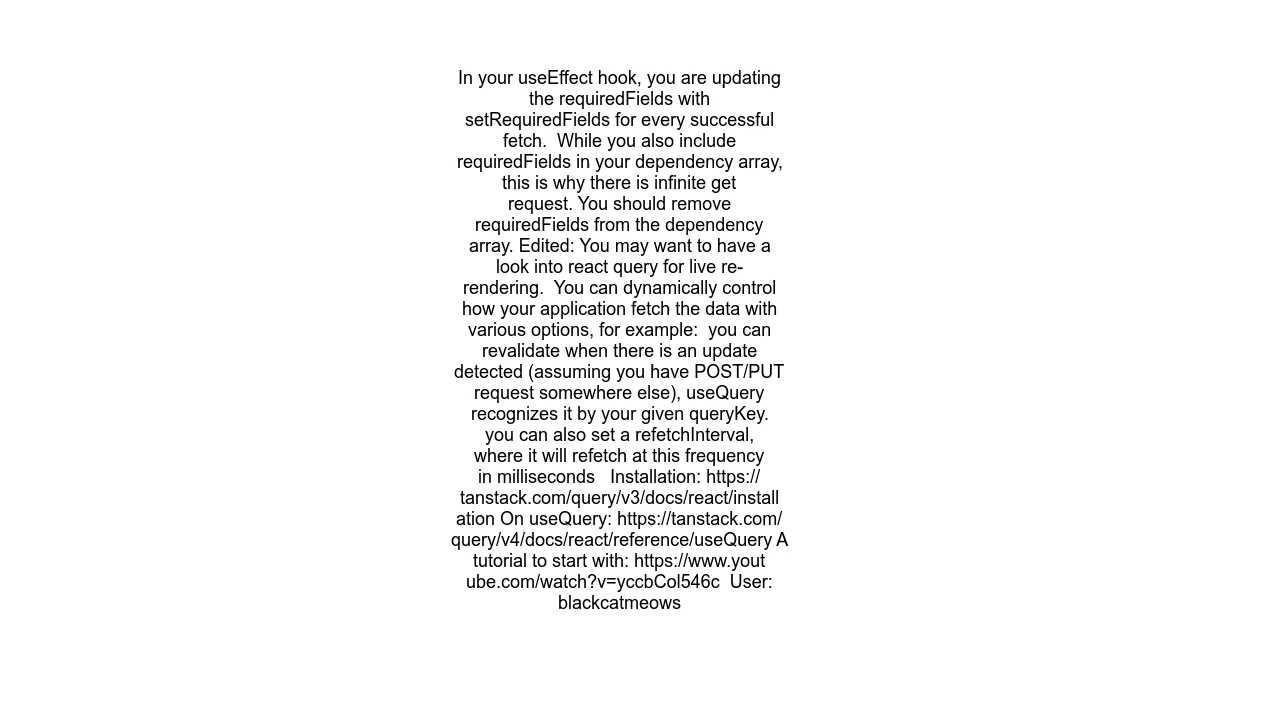 In your useEffect hook, you are updating
the requiredFields with
setRequiredFields for every successful
fetch.  While you also include
requiredFields in your dependency array,
this is why there is infinite get
request. You should remove
requiredFields from the dependency
array. Edited: You may want to have a
look into react query for live re-
rendering.  You can dynamically control
how your application fetch the data with
various options, for example:  you can
revalidate when there is an update
detected (assuming you have POST/PUT
request somewhere else), useQuery
recognizes it by your given queryKey.
you can also set a refetchInterval,
where it will refetch at this frequency
in milliseconds   Installation: https://
tanstack.com/query/v3/docs/react/install
ation On useQuery: https://tanstack.com/
query/v4/docs/react/reference/useQuery A
tutorial to start with: https://www.yout
ube.com/watch?v=yccbCol546c  User:
blackcatmeows